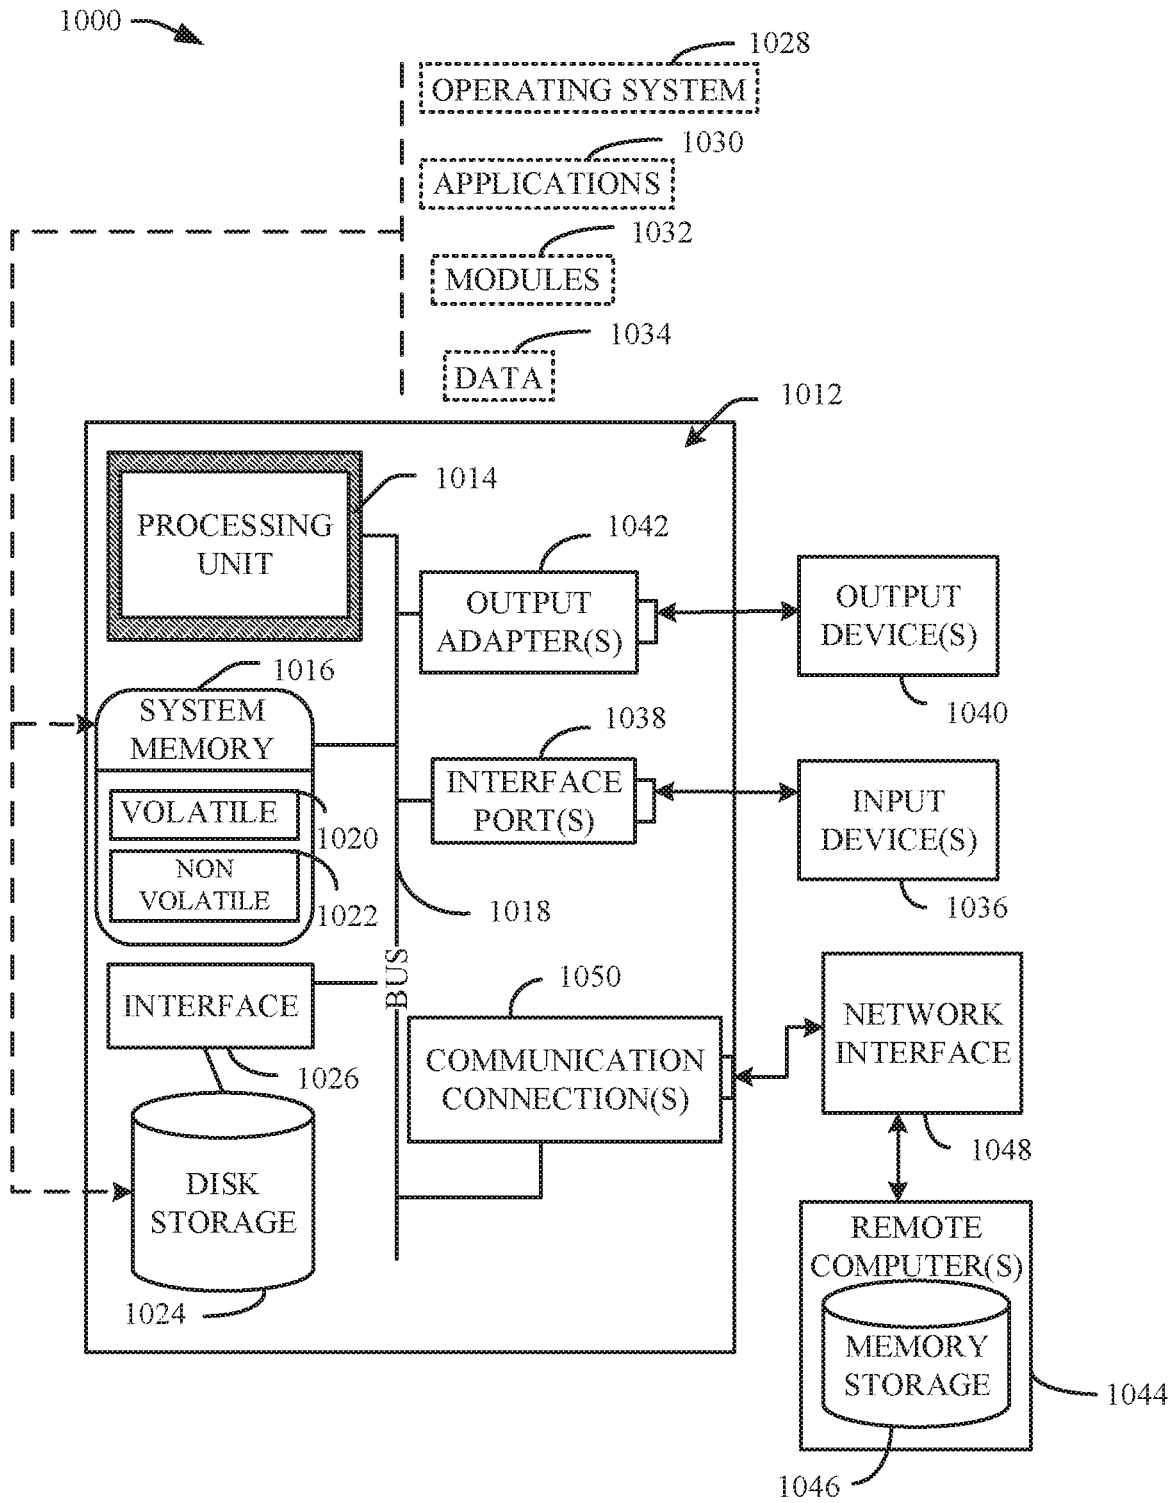 1000
1028
OPERATING SYSTEM
1030
APPLICATIONS
1032
MODULES
1034
DATA
1012
1014
PROCESSING
UNIT
1042
OUTPUT
ADAPTER(S)
OUTPUT
DEVICE(S)
1040
1016
SYSTEM
MEMORY
VOLATILE
1020
NON
VOLATILE
1022
1038
INTERFACE
PORT(S)
INPUT
DEVICE(S)
1036
1018
BUS
INTERFACE
1026
1050
COMMUNICATION
CONNECTION(S)
NETWORK
INTERFACE
1048
DISK
STORAGE
1024
REMOTE
COMPUTER(S)
MEMORY
STORAGE
1044
1046